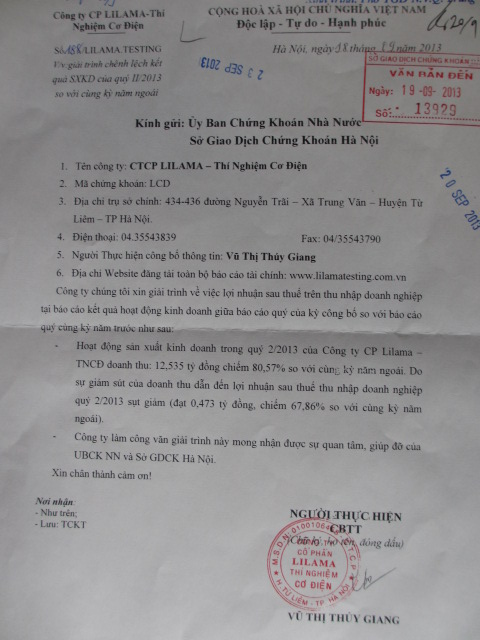 Công ty CP LILAMA-Thí
Nghiệm Cơ Điện
CỘNG HOÀ XÃ HỘI CHỦ NGHĨA VIỆT NAM
Độc lập - Tự do - Hạnh phúc
20/9
Số: /LILAMA.TESTING
Hà Nội, ngày 18 tháng 09 năm 2013
V/v giải trình chênh lệch kết
quả SXKD của quý II/2013
so với cùng kỳ năm ngoái
23 SEP 2013
SỞ GIAO DỊCH CHỨNG KHOÁN
VĂN BẢN ĐẾN
Ngày: 19-09-2013
Số: 13929
Kính gửi: Ủy Ban Chứng Khoán Nhà Nước
Sở Giao Dịch Chứng Khoán Hà Nội
20 SEP 2013
1. Tên công ty: CTCP LILAMA – Thí Nghiệm Cơ Điện
2. Mã chứng khoán: LCD
3. Địa chỉ trụ sở chính: 434-436 đường Nguyễn Trãi – Xã Trung Văn – Huyện Từ
Liêm – TP Hà Nội.
4. Điện thoại: 04.35543839 Fax: 04/35543790
5. Người Thực hiện công bố thông tin: Vũ Thị Thúy Giang
6. Địa chỉ Website đăng tải toàn bộ báo cáo tài chính: www.lilamatesting.com.vn
Công ty chúng tôi xin giải trình về việc lợi nhuận sau thuế trên thu nhập doanh nghiệp
tại báo cáo kết quả hoạt động kinh doanh giữa báo cáo quý của kỳ công bố so với báo cáo
quý cùng kỳ năm trước như sau:
- Hoạt động sản xuất kinh doanh trong quý 2/2013 của Công ty CP Lilama –
TNCĐ doanh thu: 12,535 tỷ đồng chiếm 80,57% so với cùng kỳ năm ngoái. Do
sự giảm sút của doanh thu dẫn đến lợi nhuận sau thuế thu nhập doanh nghiệp
quý 2/2013 sụt giảm (đạt 0,473 tỷ đồng, chiếm 67,86% so với cùng kỳ năm
ngoái).
- Công ty làm công văn giải trình này mong nhận được sự quan tâm, giúp đỡ của
UBCK NN và Sở GDCK Hà Nội.
Xin chân thành cảm ơn!
Nơi nhận:
- Như trên;
- Lưu: TCKT
NGƯỜI THỰC HIỆN
CBTT
(Chữ ký, họ tên, đóng dấu)
CỔ PHẦN
LILAMA
THÍ NGHIỆM
CƠ ĐIỆN
H. TỪ LIÊM - TP. HÀ NỘI
VŨ THỊ THÚY GIANG